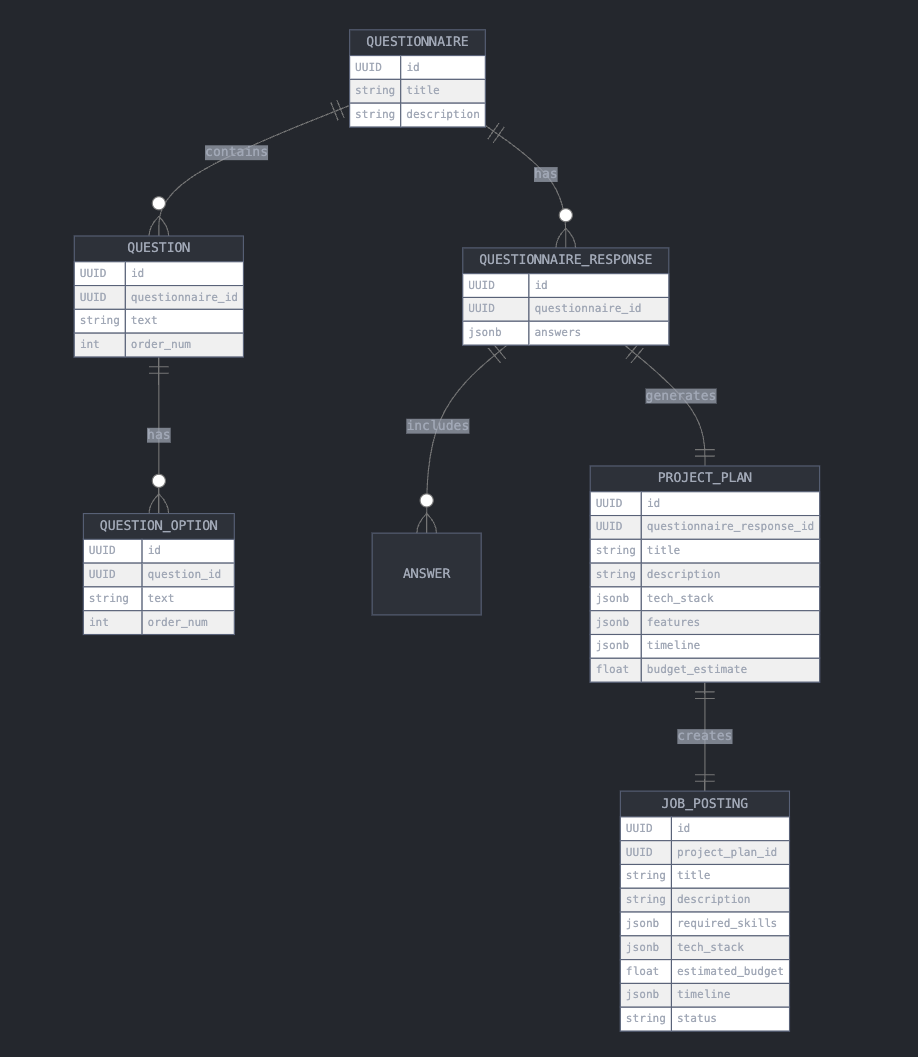 QUESTIONNAIRE
UUID id
string title
string description
contains
has
QUESTION
UUID id
UUID questionnaire_id
string text
int order_num
QUESTIONNAIRE_RESPONSE
UUID id
UUID questionnaire_id
jsonb answers
has
includes
generates
QUESTION_OPTION
UUID id
UUID question_id
string text
int order_num
ANSWER
PROJECT_PLAN
UUID id
UUID questionnaire_response_id
string title
string description
jsonb tech_stack
jsonb features
jsonb timeline
float budget_estimate
creates
JOB_POSTING
UUID id
UUID project_plan_id
string title
string description
jsonb required_skills
jsonb tech_stack
float estimated_budget
jsonb timeline
string status